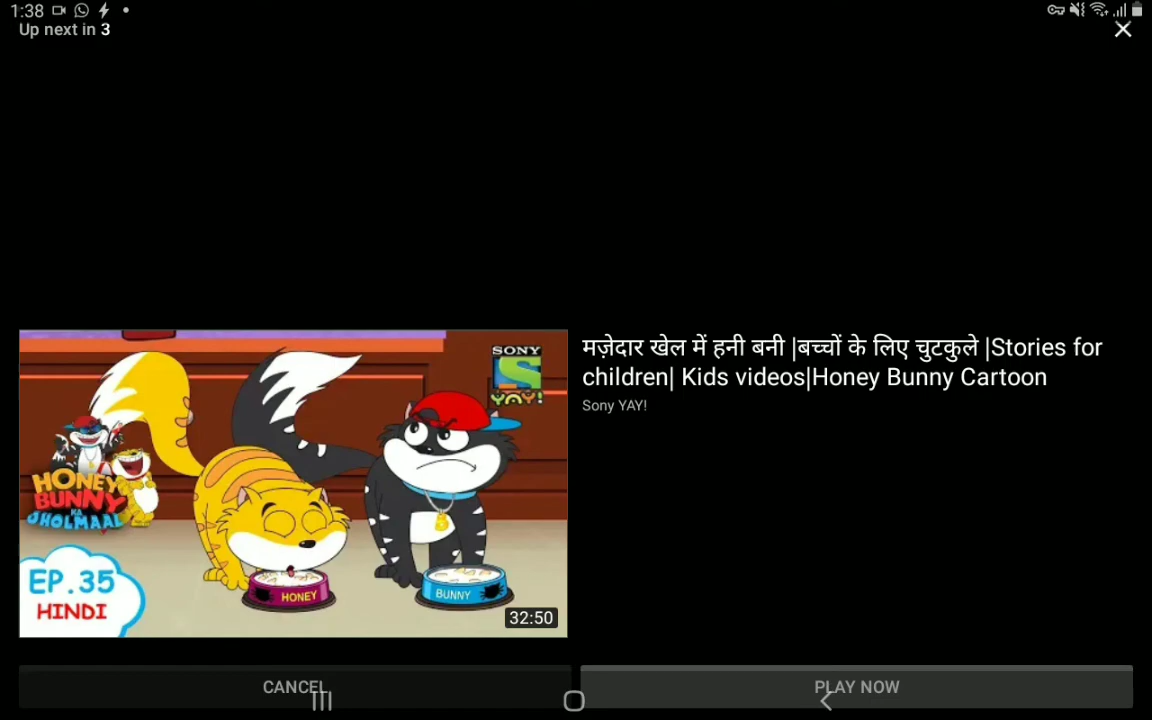 1:38
Up next in 3
SONY
S
YAY!
HONEY
BUNNY
KA
JHOLMAAL
EP.35
HINDI
HONEY
BUNNY
32:50
मज़ेदार खेल में हनी बनी |बच्चों के लिए चुटकुले |Stories for
children| Kids videos|Honey Bunny Cartoon
Sony YAY!
CANCEL
PLAY NOW